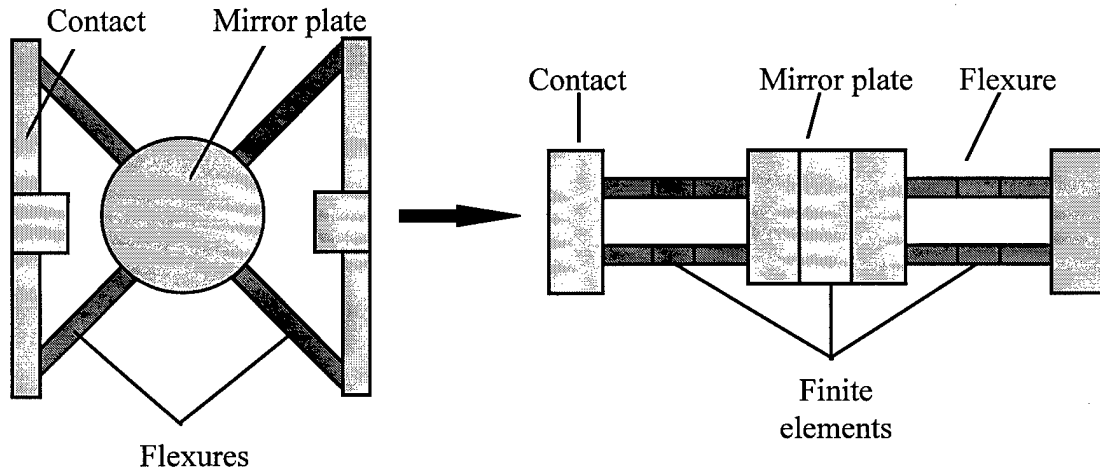 Contact
Mirror plate
Flexures
Contact
Mirror plate
Flexure
Finite
elements